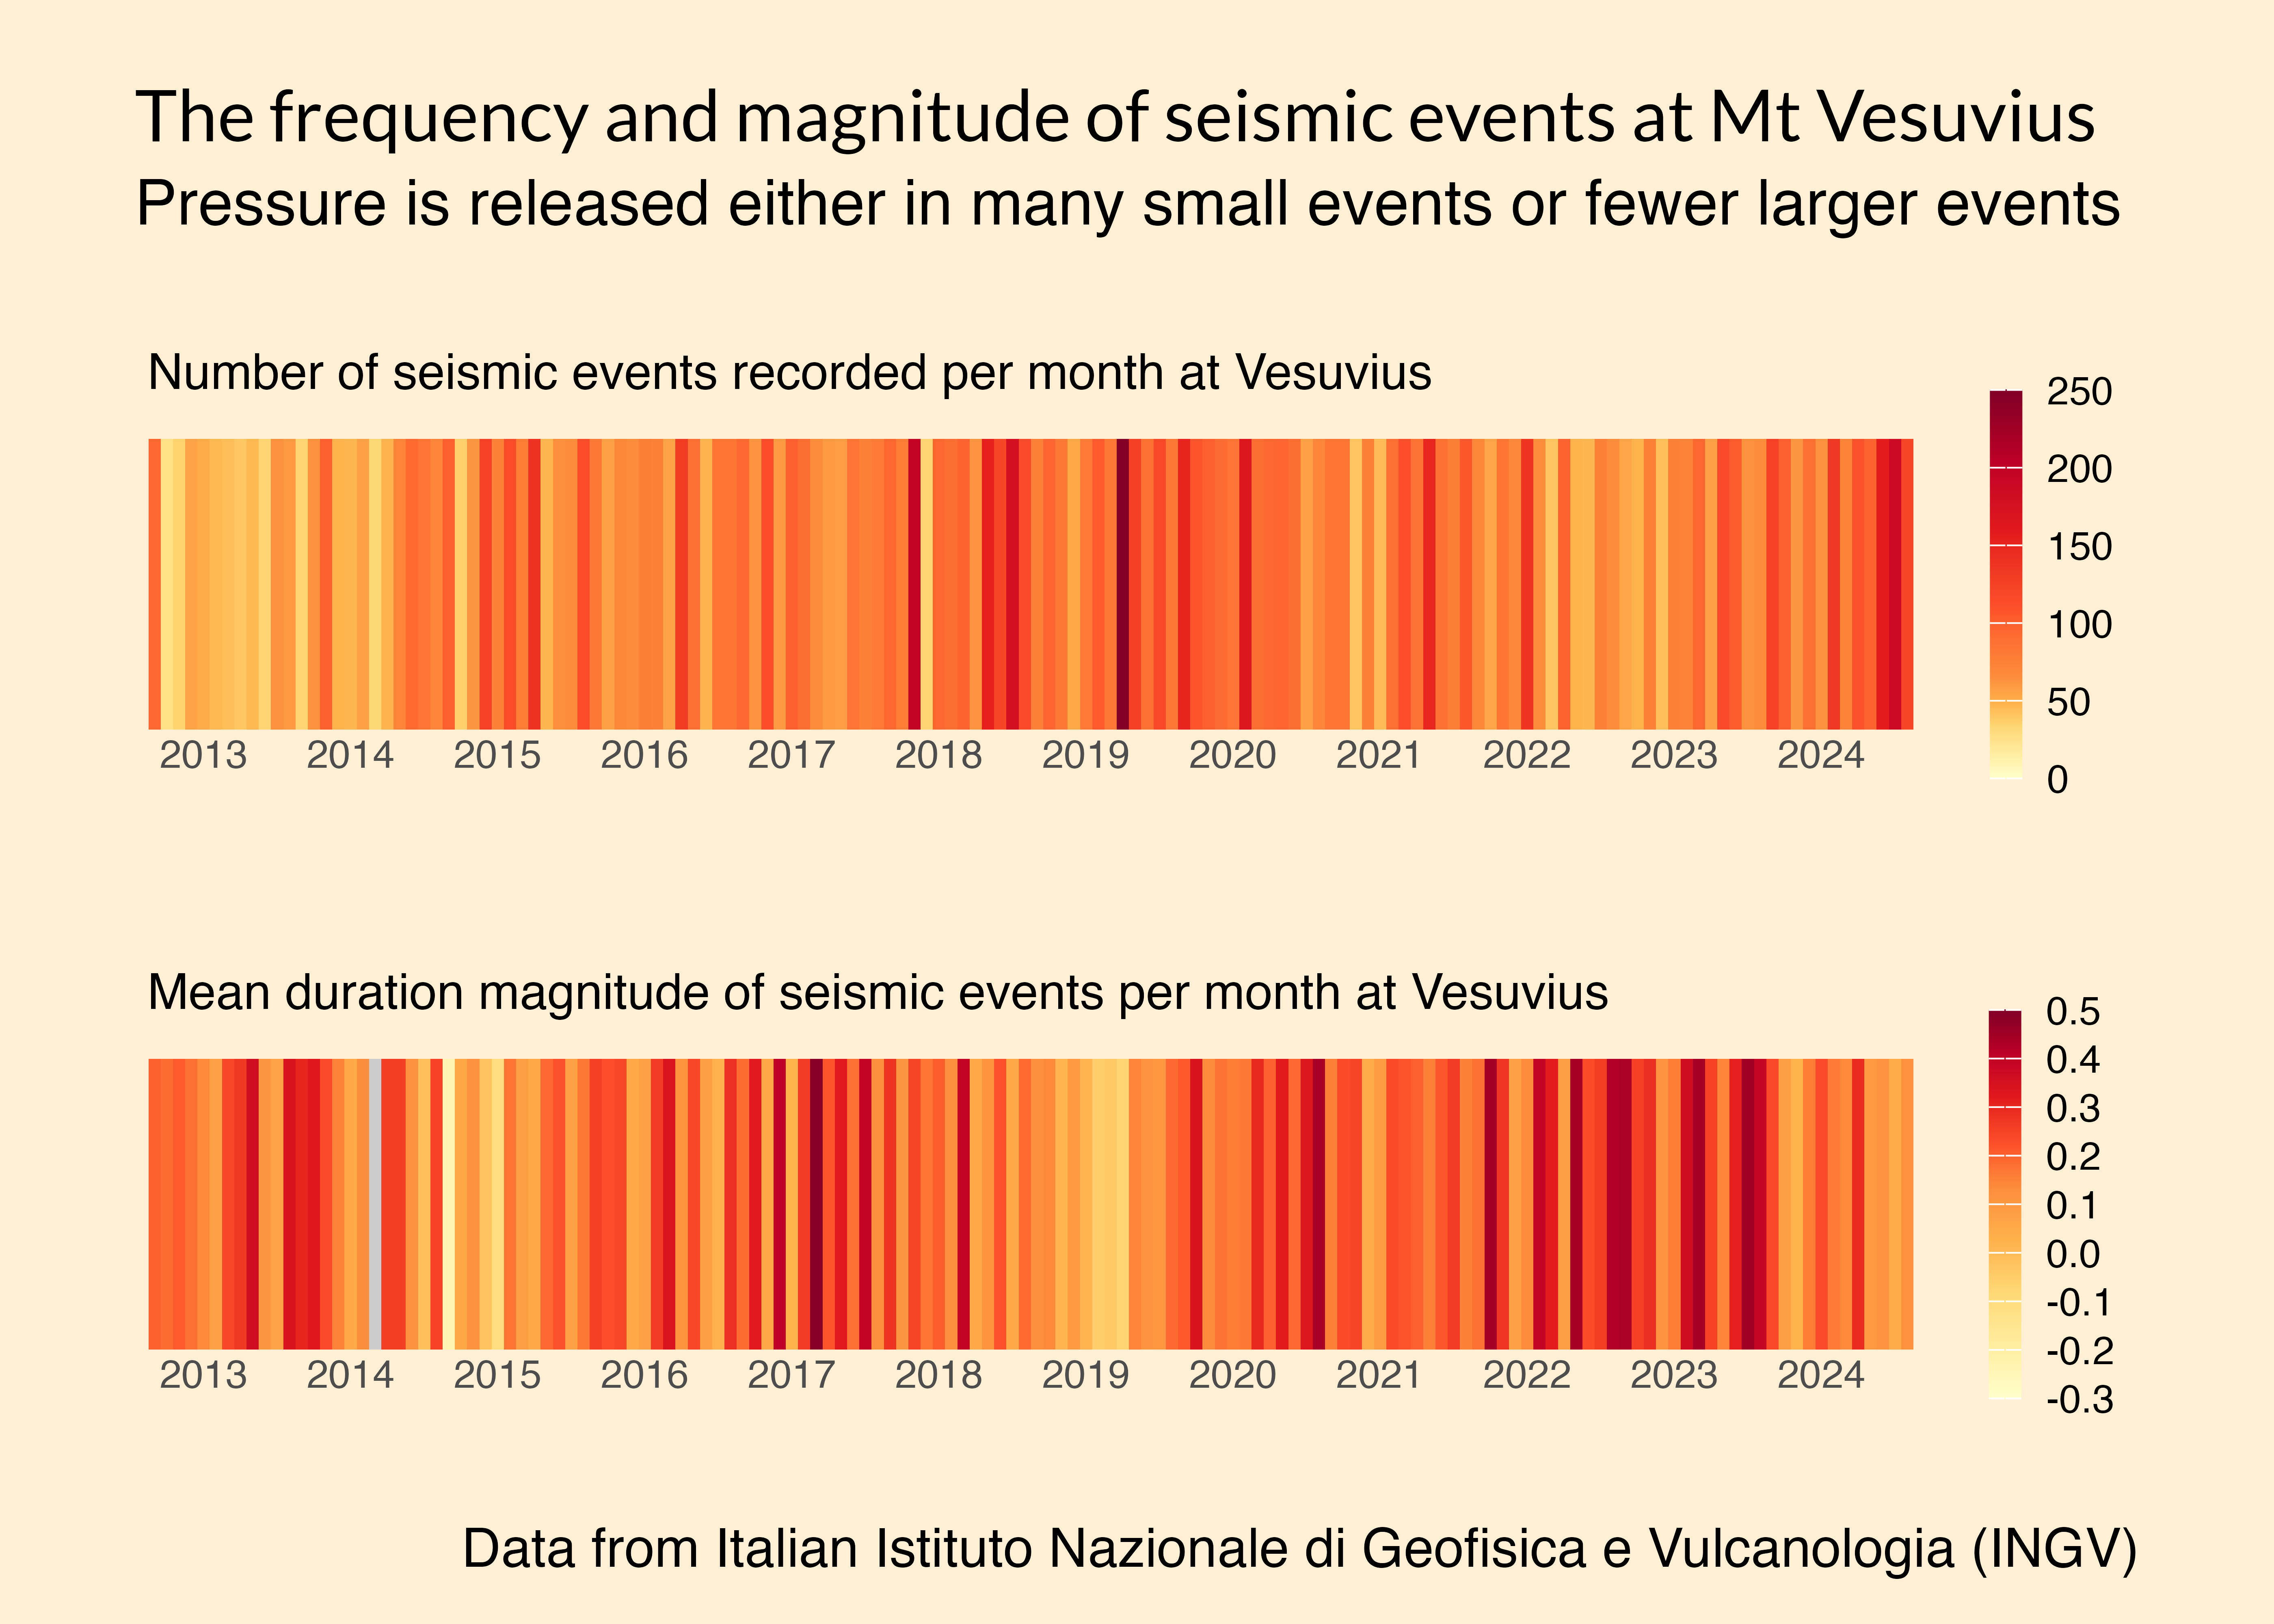 The frequency and magnitude of seismic events at Mt Vesuvius
Pressure is released either in many small events or fewer larger events
Number of seismic events recorded per month at Vesuvius
250
200
150
100
50
0
2013 2014 2015 2016 2017 2018 2019 2020 2021 2022 2023 2024
Mean duration magnitude of seismic events per month at Vesuvius
0.5
0.4
0.3
0.2
0.1
0.0
-0.1
-0.2
-0.3
2013 2014 2015 2016 2017 2018 2019 2020 2021 2022 2023 2024
Data from Italian Istituto Nazionale di Geofisica e Vulcanologia (INGV)